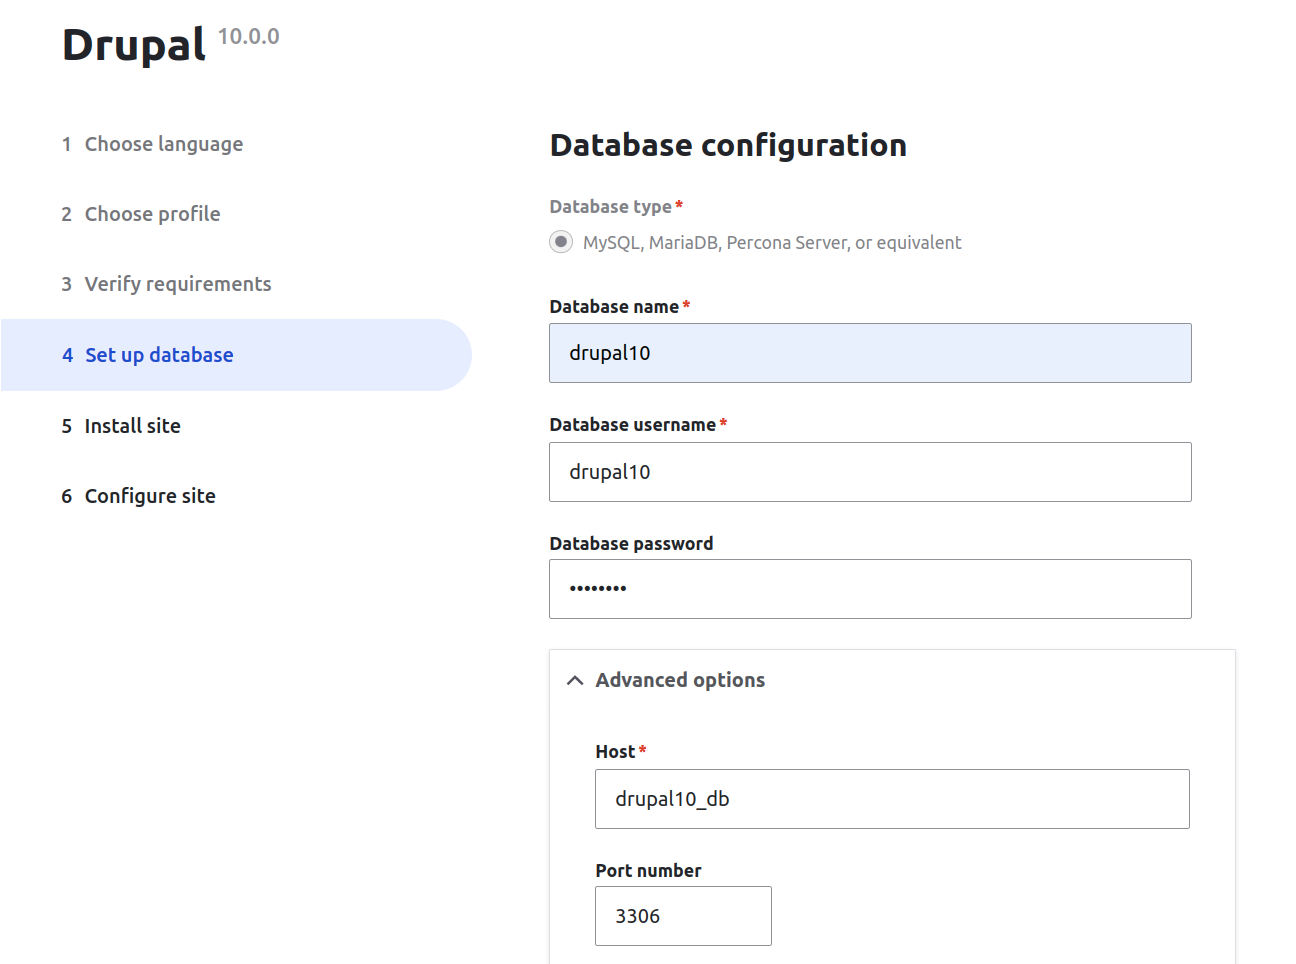 Drupal 10.0.0
1 Choose language
2 Choose profile
3 Verify requirements
4 Set up database
5 Install site
6 Configure site
Database configuration
Database type*
MySQL, MariaDB, Percona Server, or equivalent
Database name*
drupal10
Database username*
drupal10
Database password
••••••••
Advanced options
Host*
drupal10_db
Port number
3306